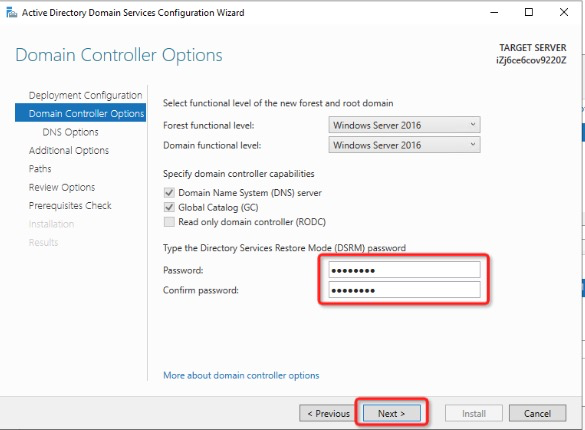 Active Directory Domain Services Configuration Wizard
Domain Controller Options
TARGET SERVER
iZj6ce6cov9220Z
Deployment Configuration
Domain Controller Options
DNS Options
Additional Options
Paths
Review Options
Prerequisites Check
Installation
Results
Select functional level of the new forest and root domain
Forest functional level: Windows Server 2016
Domain functional level: Windows Server 2016
Specify domain controller capabilities
Domain Name System (DNS) server
Global Catalog (GC)
Read only domain controller (RODC)
Type the Directory Services Restore Mode (DSRM) password
Password: ●●●●●●●●
Confirm password: ●●●●●●●●
More about domain controller options
< Previous Next > Install Cancel